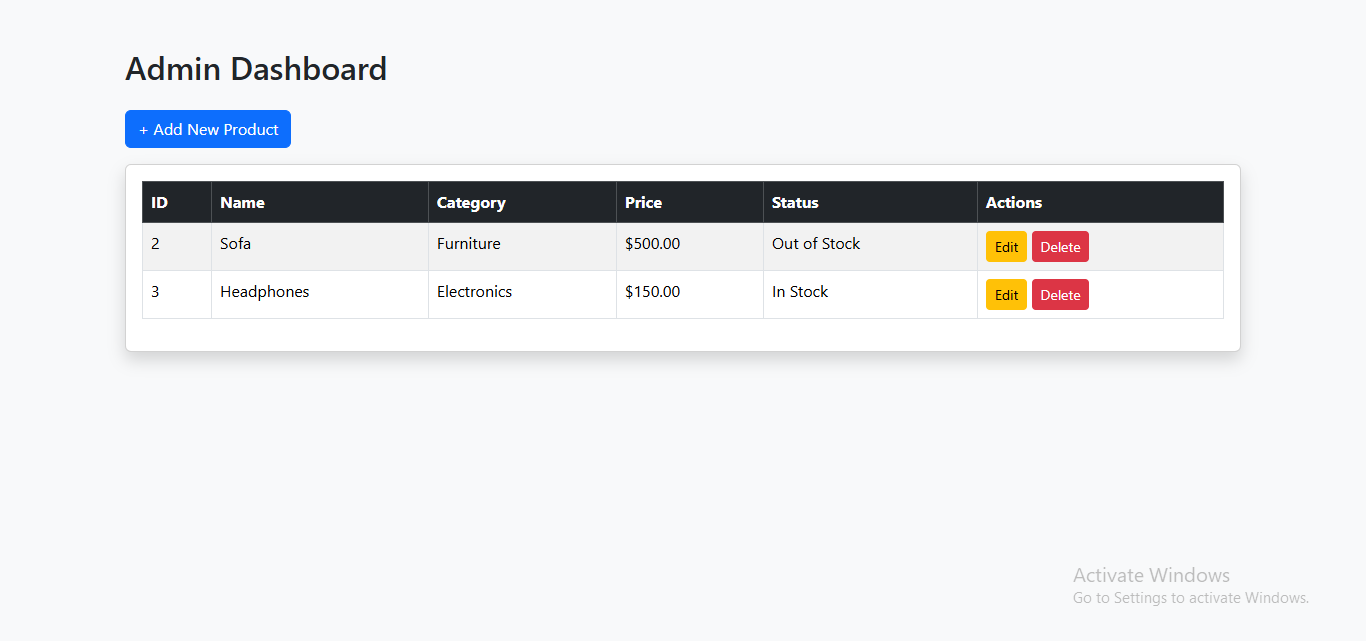 Admin Dashboard
+ Add New Product
ID Name Category Price Status Actions
2 Sofa Furniture $500.00 Out of Stock Edit Delete
3 Headphones Electronics $150.00 In Stock Edit Delete
Activate Windows
Go to Settings to activate Windows.